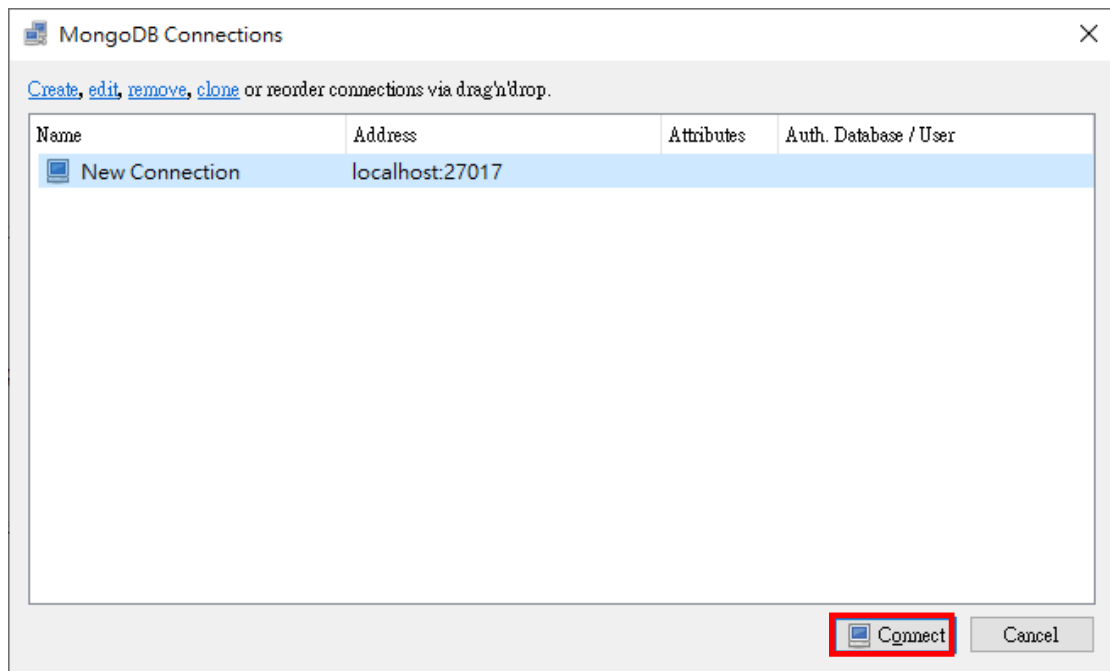 MongoDB Connections
Create, edit, remove, clone or reorder connections via drag'n'drop.
Name Address Attributes Auth. Database / User
New Connection localhost:27017
Connect Cancel